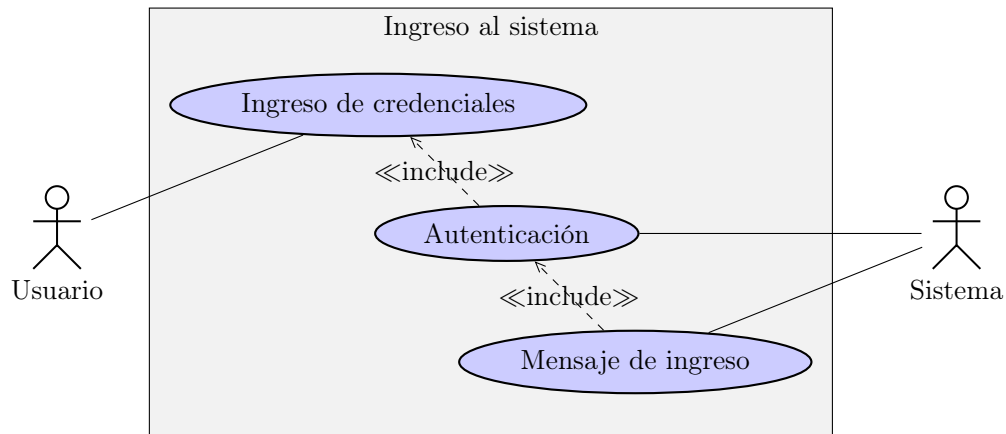 Ingreso al sistema
Ingreso de credenciales
≪include≫
Autenticación
Usuario
Sistema
≪include≫
Mensaje de ingreso